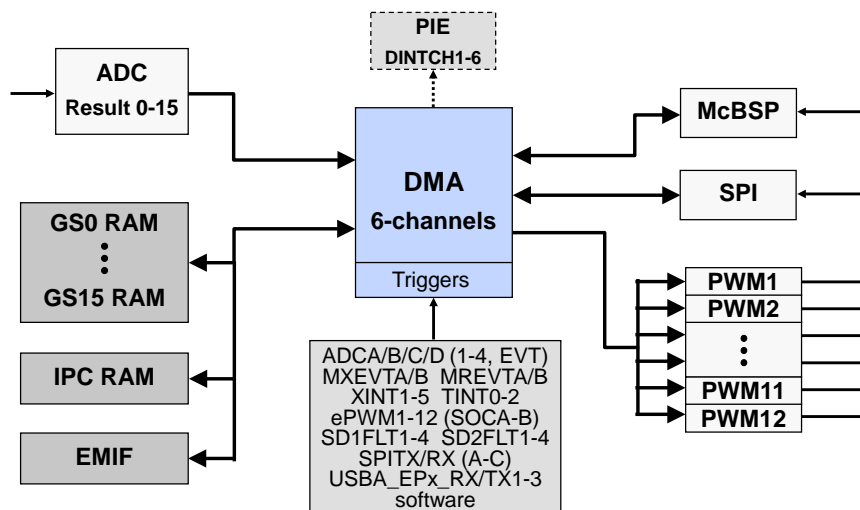 PIE
DINTCH1-6
ADC
Result 0-15
McBSP
DMA
6-channels
SPI
GS0 RAM
GS15 RAM
Triggers
PWM1
PWM2
PWM11
PWM12
IPC RAM
EMIF
ADCA/B/C/D (1-4, EVT)
MXEVTA/B MREVTA/B
XINT1-5 TINT0-2
ePWM1-12 (SOCA-B)
SD1FLT1-4 SD2FLT1-4
SPITX/RX (A-C)
USBA_EPx_RX/TX1-3
software